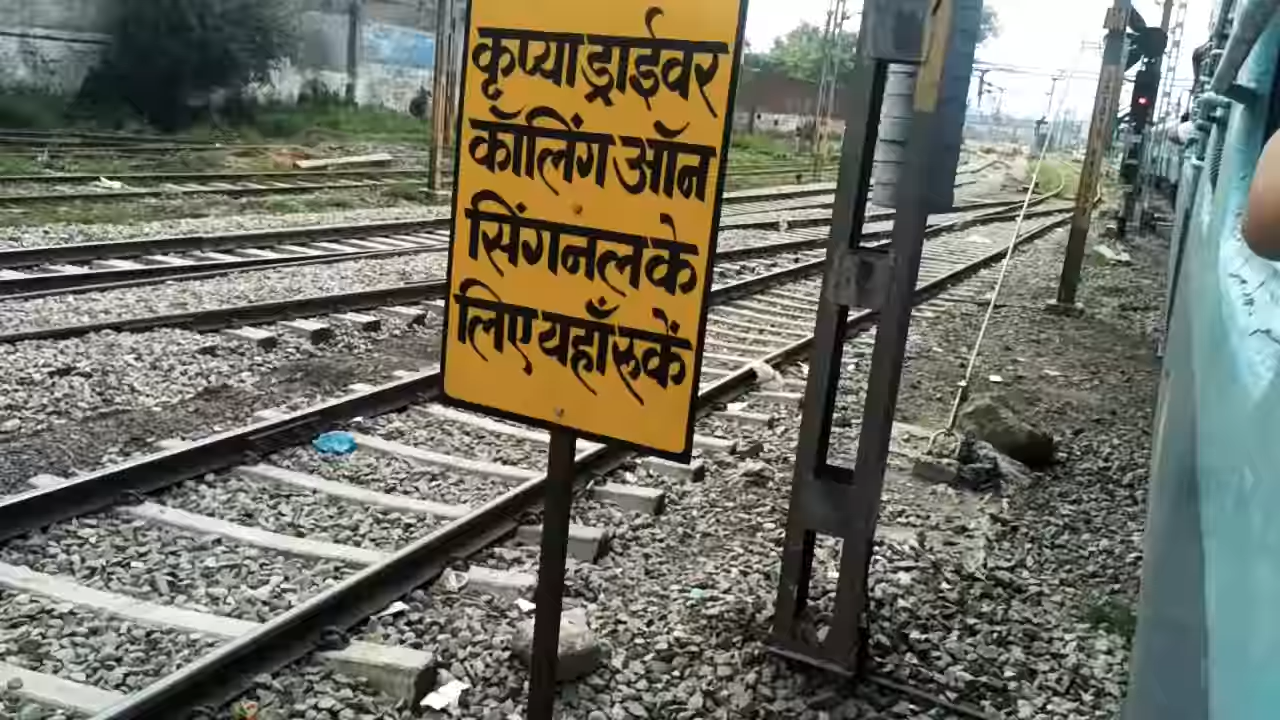 कृप्या ड्राईवर
कॉलिंग ऑन
सिंगनल के
लिए यहाँ रूकें